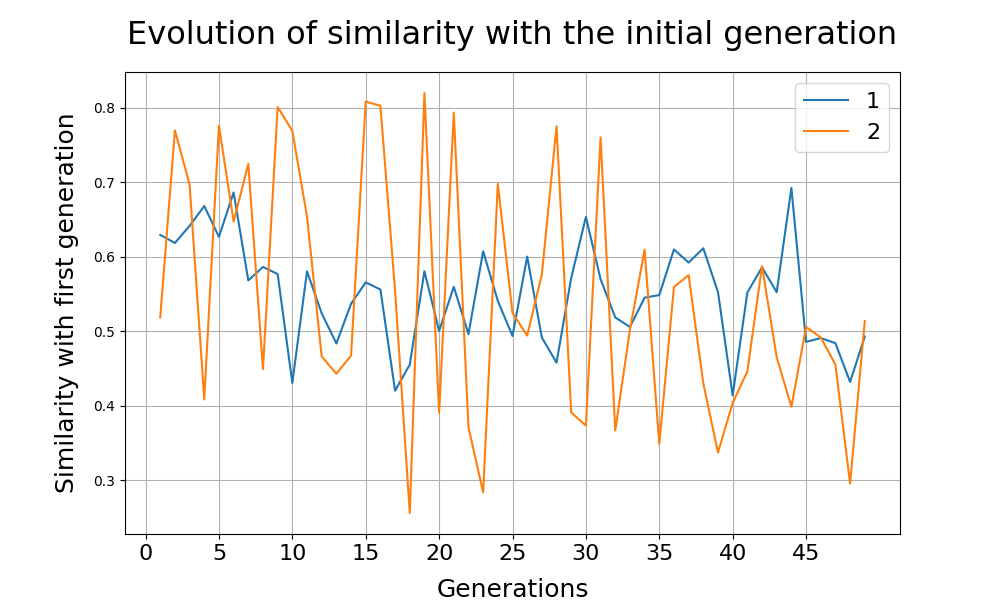 Evolution of similarity with the initial generation
1
2
Similarity with first generation
0.8
0.7
0.6
0.5
0.4
0.3
0 5 10 15 20 25 30 35 40 45
Generations